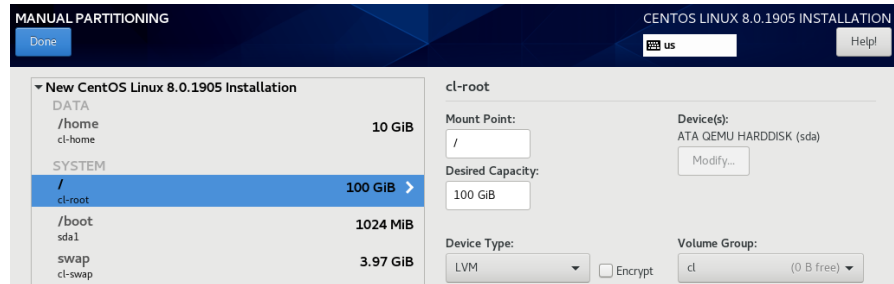 MANUAL PARTITIONING
CENTOS LINUX 8.0.1905 INSTALLATION
Done
us
Help!
New CentOS Linux 8.0.1905 Installation
DATA
/home
10 GiB
cl-home
SYSTEM
/
100 GiB
cl-root
/boot
1024 MiB
sda1
swap
3.97 GiB
cl-swap
cl-root
Mount Point:
/
Desired Capacity:
100 GiB
Device(s):
ATA QEMU HARDDISK (sda)
Modify...
Device Type:
LVM
Encrypt
Volume Group:
cl (0 B free)